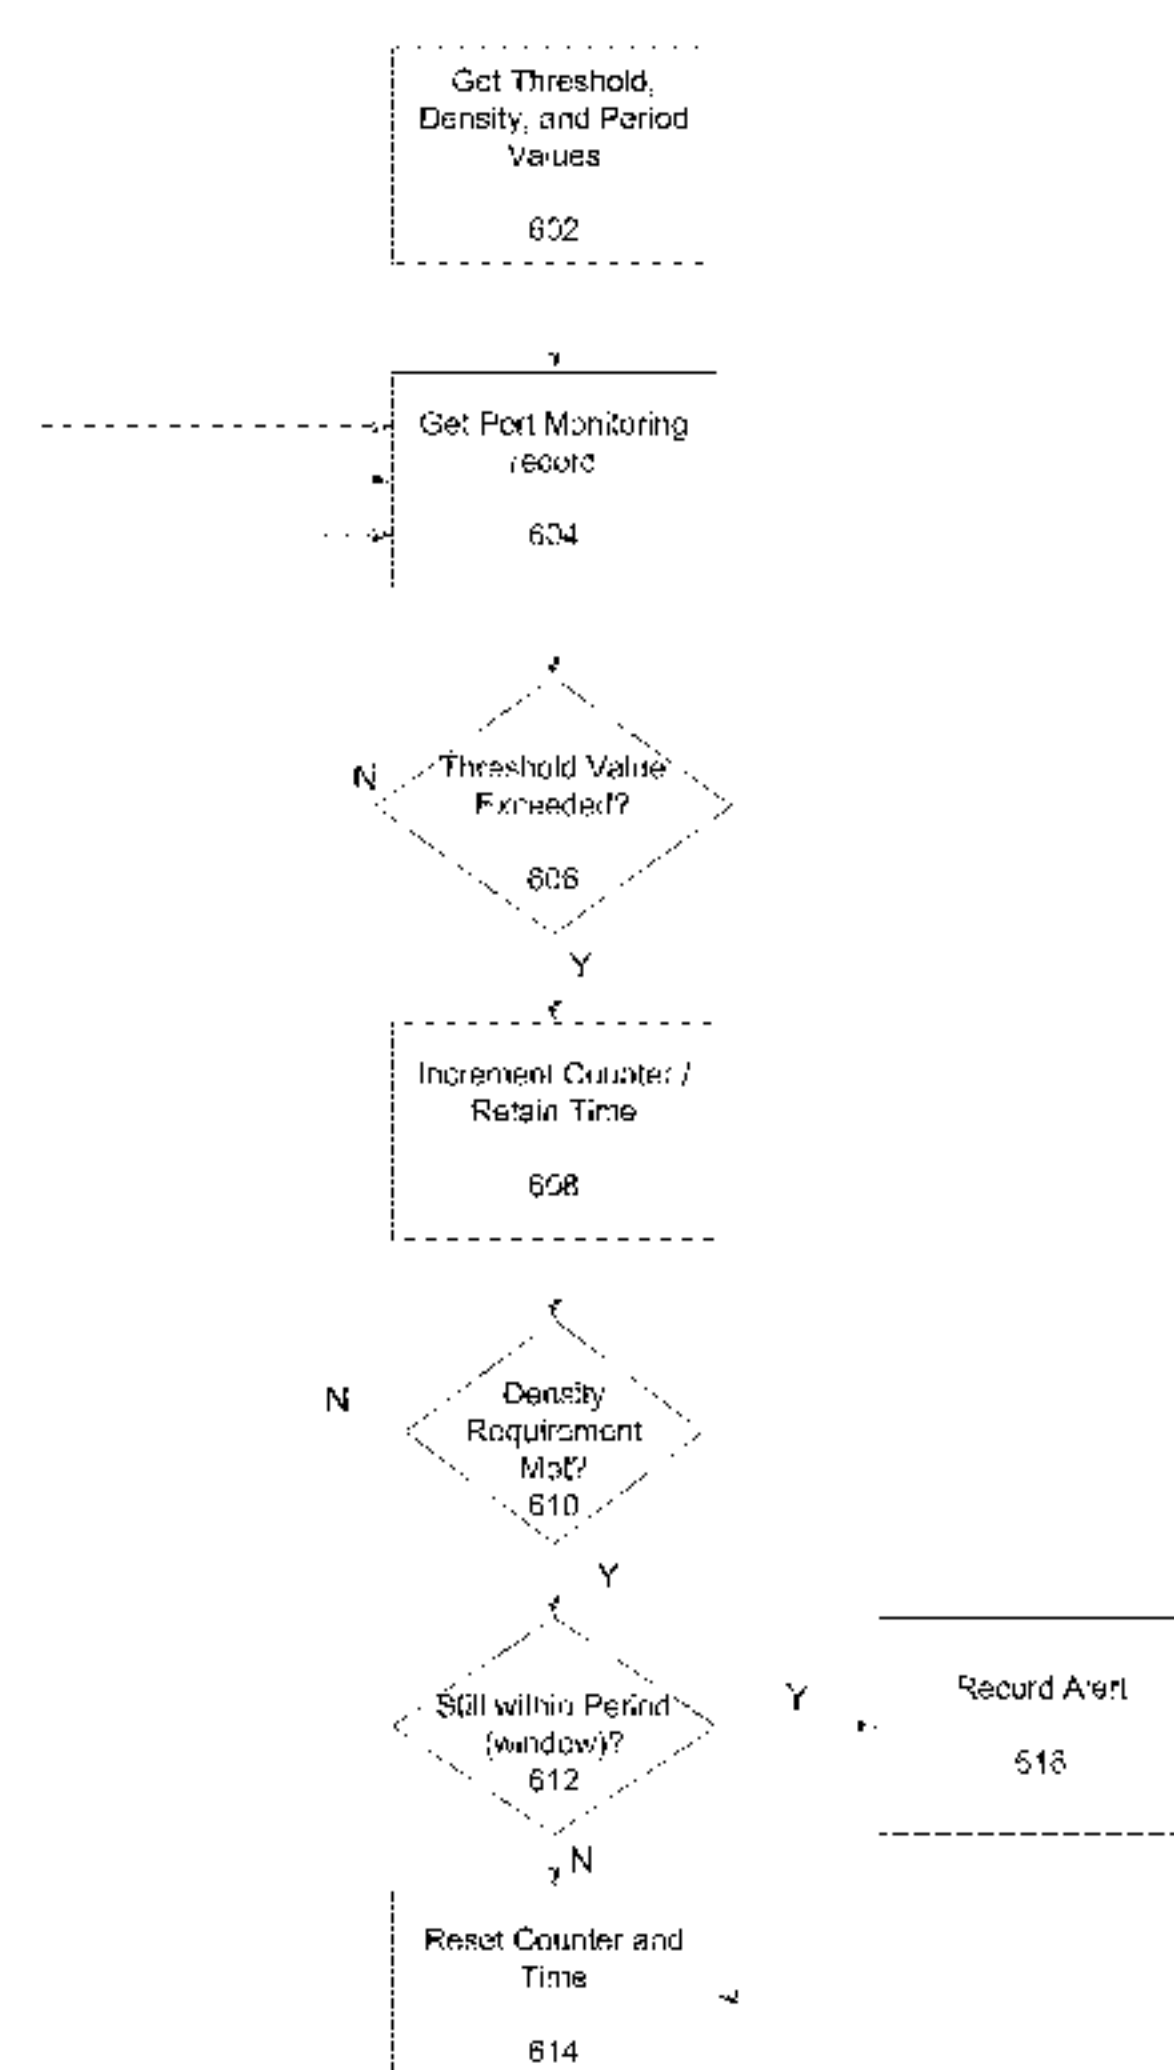 Get Threshold,
Density, and Period
Values
602
Get Port Monitoring
record
604
N
Threshold Value
Exceeded?
606
Y
Increment Counter /
Retain Time
608
N
Density
Requirement
Met?
610
Y
Still within Period
(window)?
612
Y
Record Alert
616
N
Reset Counter and
Time
614